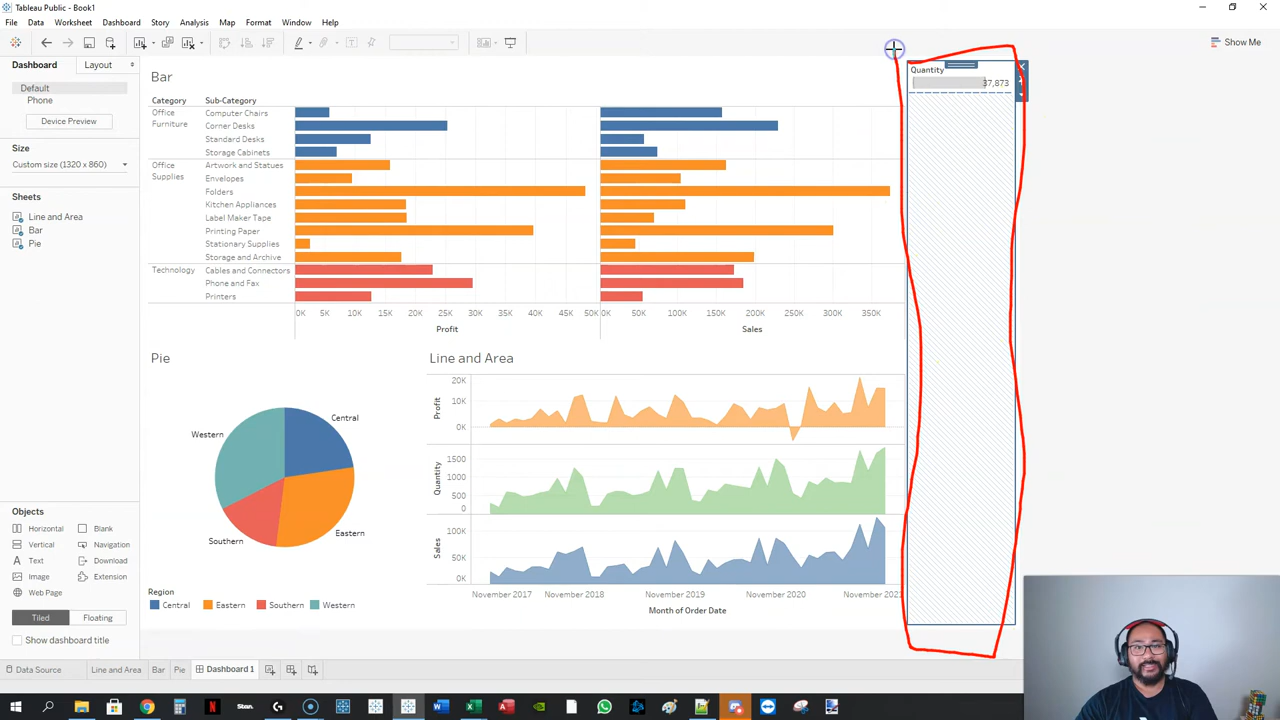 Tableau Public - Book1
File Data Worksheet Dashboard Story Analysis Map Format Window Help
Show Me
Dashboard Layout
Default
Phone
Device Preview
Size
Custom size (1320 x 860)
Sheets
Line and Area
Bar
Pie
Objects
Horizontal Blank
Vertical Navigation
Text Download
Image Extension
Web Page
Tiled Floating
Show dashboard title
Bar
Category Sub-Category
Office Furniture
Computer Chairs
Corner Desks
Standard Desks
Storage Cabinets
Office Supplies
Artwork and Statues
Envelopes
Folders
Kitchen Appliances
Label Maker Tape
Printing Paper
Stationary Supplies
Storage and Archive
Technology
Cables and Connectors
Phone and Fax
Printers
0K 5K 10K 15K 20K 25K 30K 35K 40K 45K 50K
0K 50K 100K 150K 200K 250K 300K 350K
Profit
Sales
Quantity
37,873
Pie
Central
Western
Southern
Eastern
Region
Central Eastern Southern Western
Line and Area
Profit
20K
10K
0K
Quantity
1500
1000
500
0
Sales
100K
50K
0K
November 2017 November 2018 November 2019 November 2020 November 2021
Month of Order Date
Data Source Line and Area Bar Pie Dashboard 1